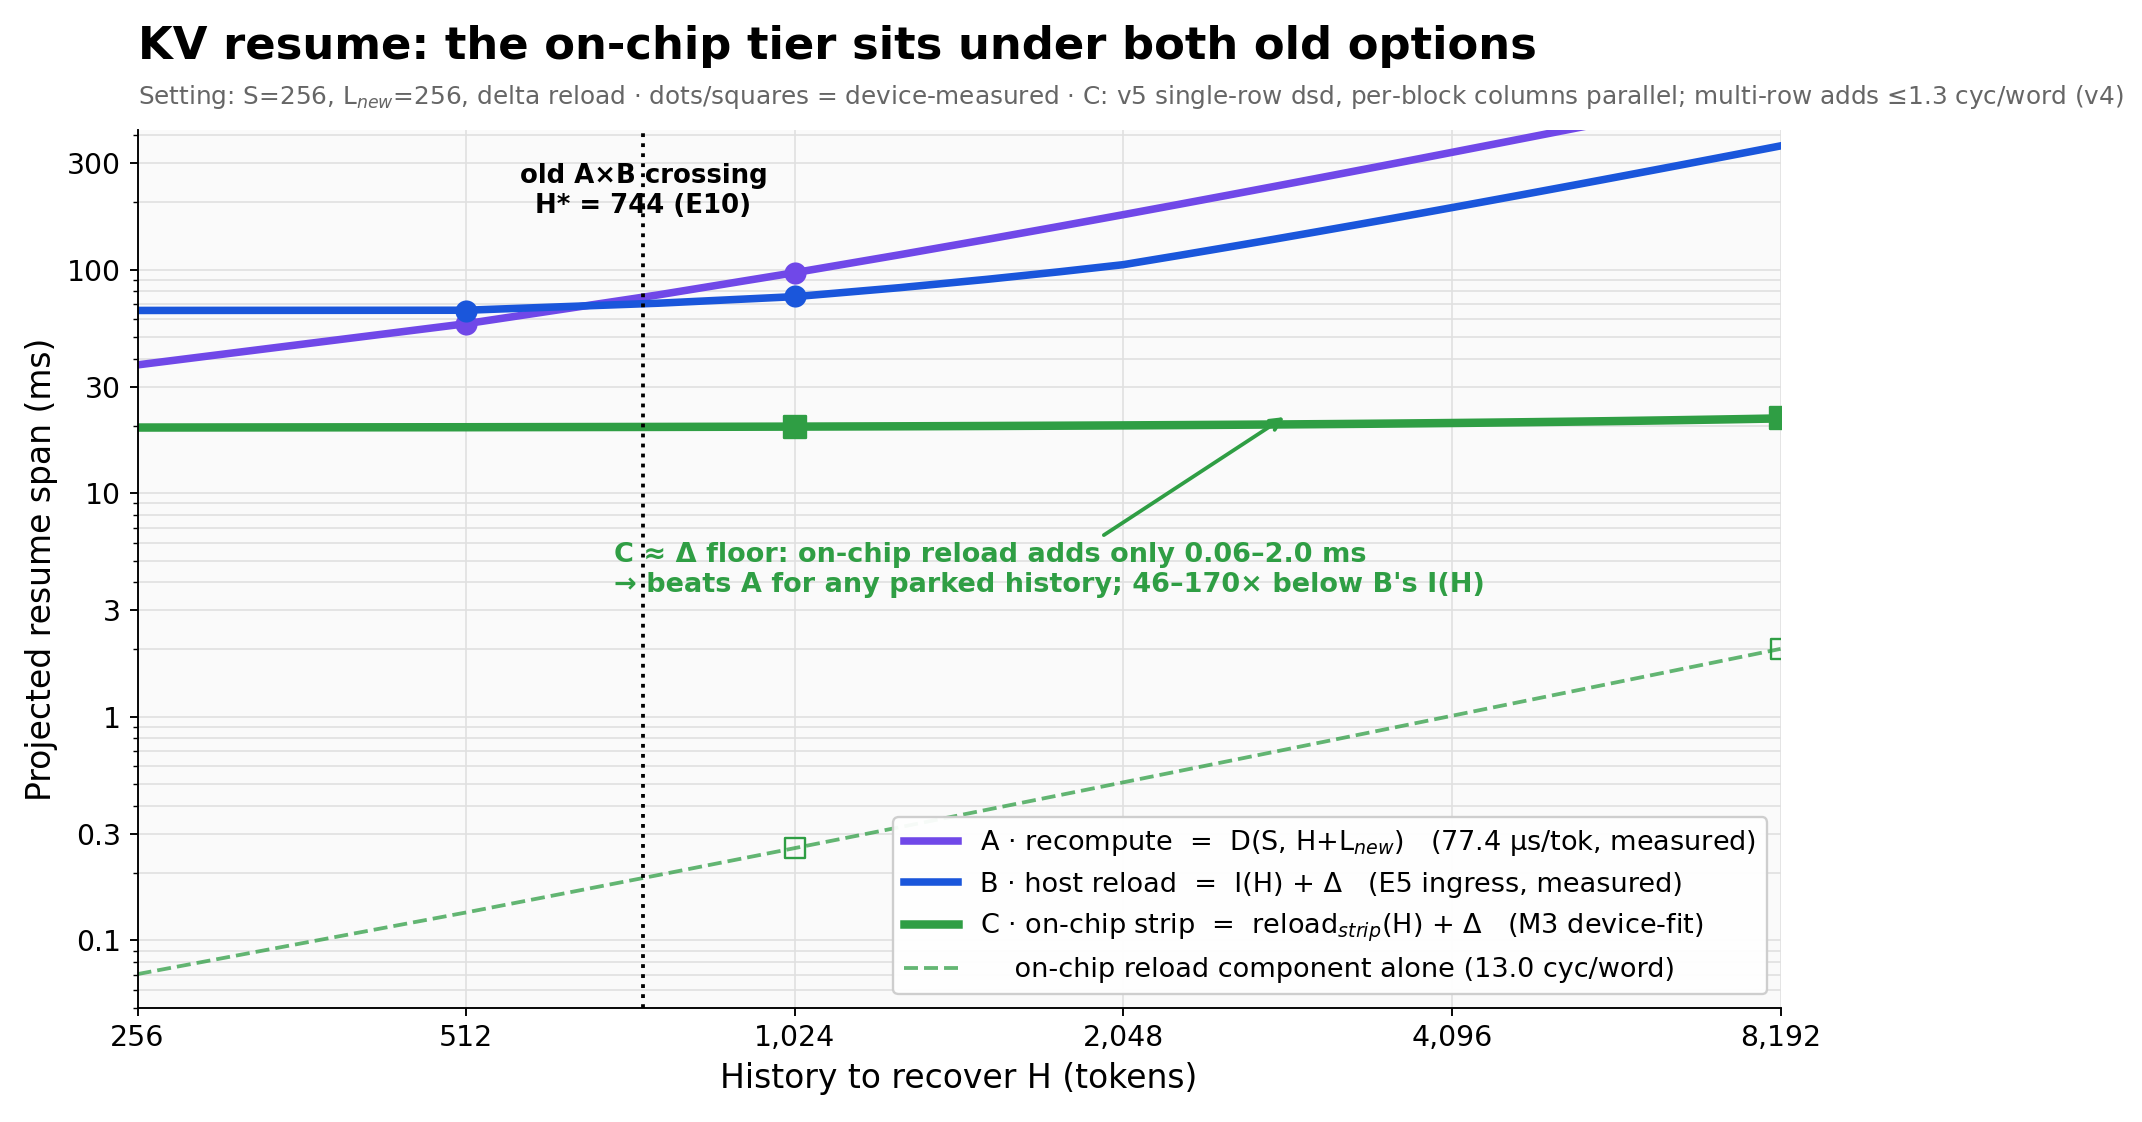 KV resume: the on-chip tier sits under both old options
Setting: S=256, Lnew=256, delta reload · dots/squares = device-measured · C: v5 single-row dsd, per-block columns parallel; multi-row adds ≤1.3 cyc/word (v4)
Projected resume span (ms)
300
100
30
10
3
1
0.3
0.1
old A×B crossing
H* = 744 (E10)
C ≈ Δ floor: on-chip reload adds only 0.06–2.0 ms
→ beats A for any parked history; 46–170× below B's I(H)
A · recompute = D(S, H+Lnew) (77.4 μs/tok, measured)
B · host reload = I(H) + Δ (E5 ingress, measured)
C · on-chip strip = reloadstrip(H) + Δ (M3 device-fit)
on-chip reload component alone (13.0 cyc/word)
256
512
1,024
2,048
4,096
8,192
History to recover H (tokens)